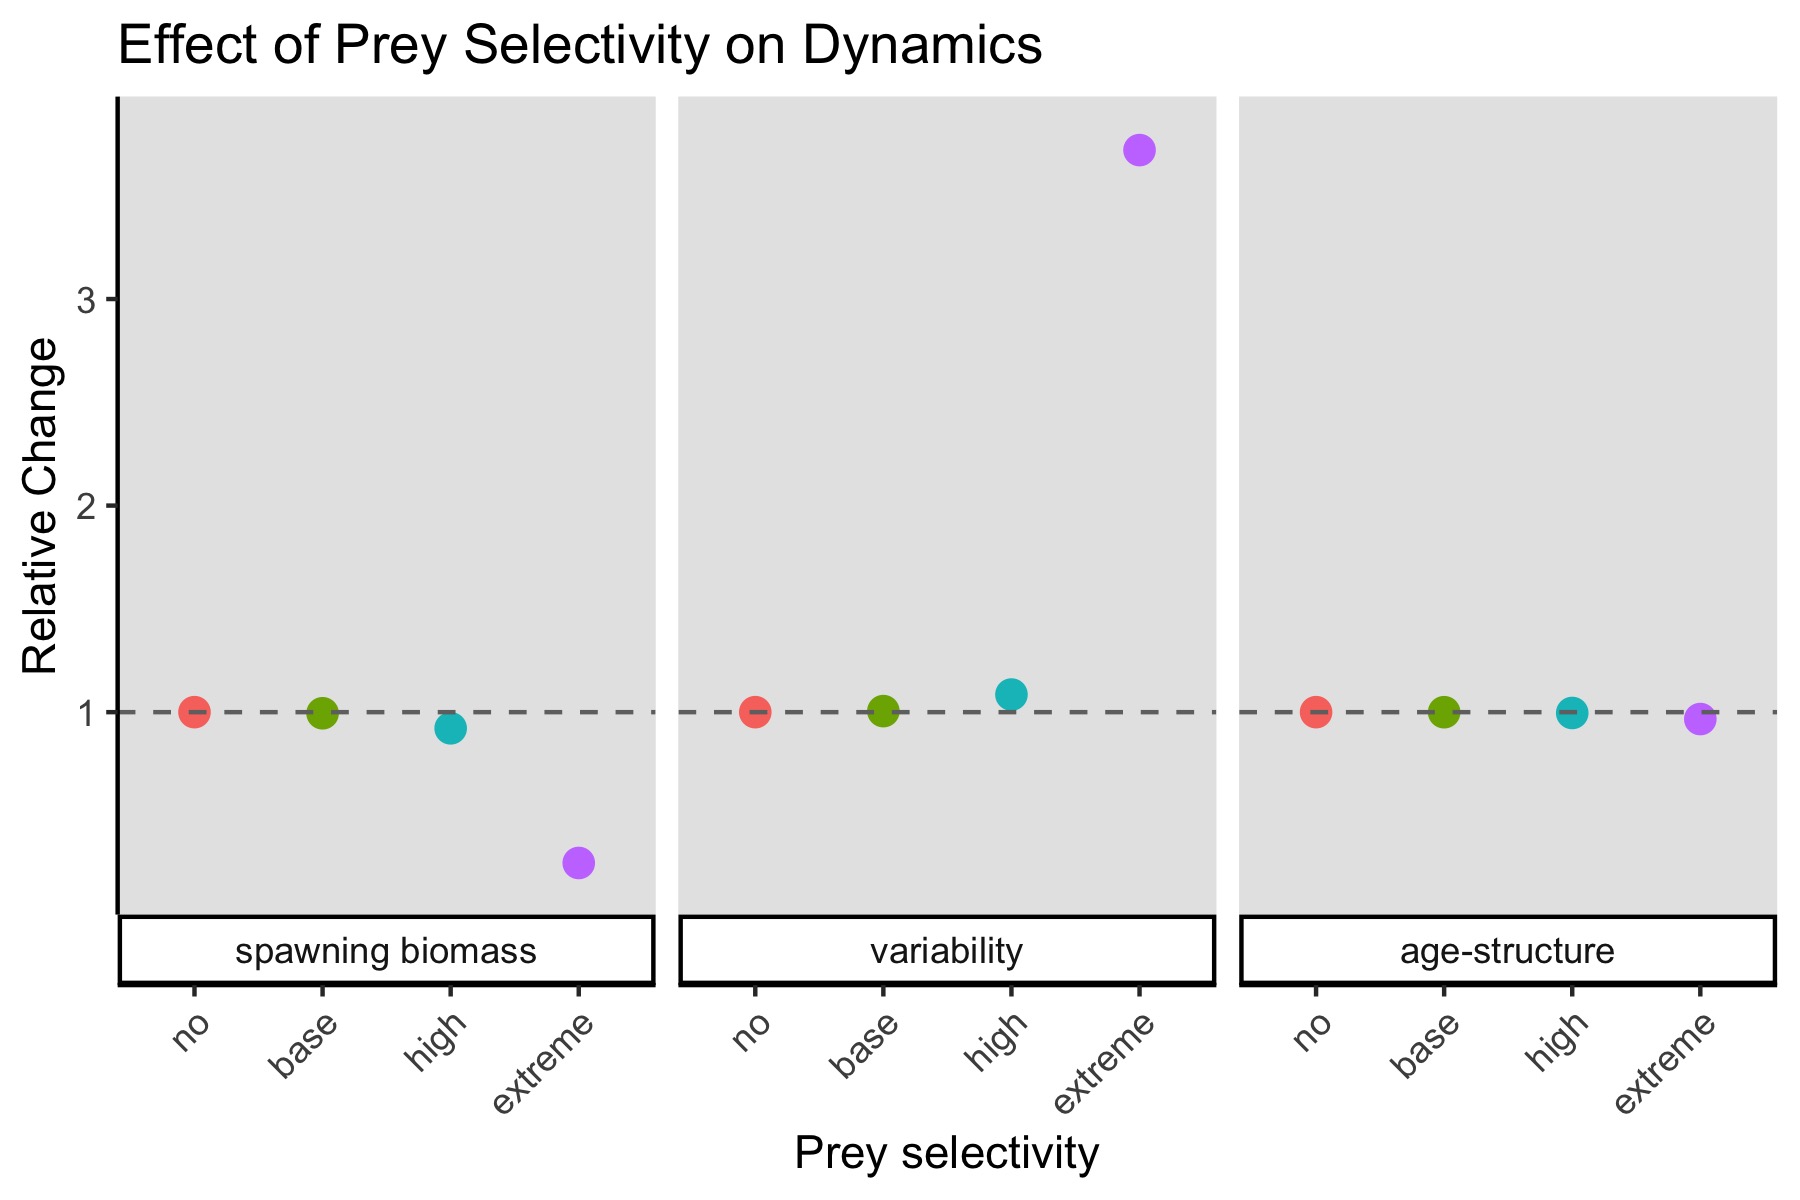 Effect of Prey Selectivity on Dynamics
Relative Change
3
2
1
spawning biomass
variability
age-structure
no
base
high
extreme
no
base
high
extreme
no
base
high
extreme
Prey selectivity